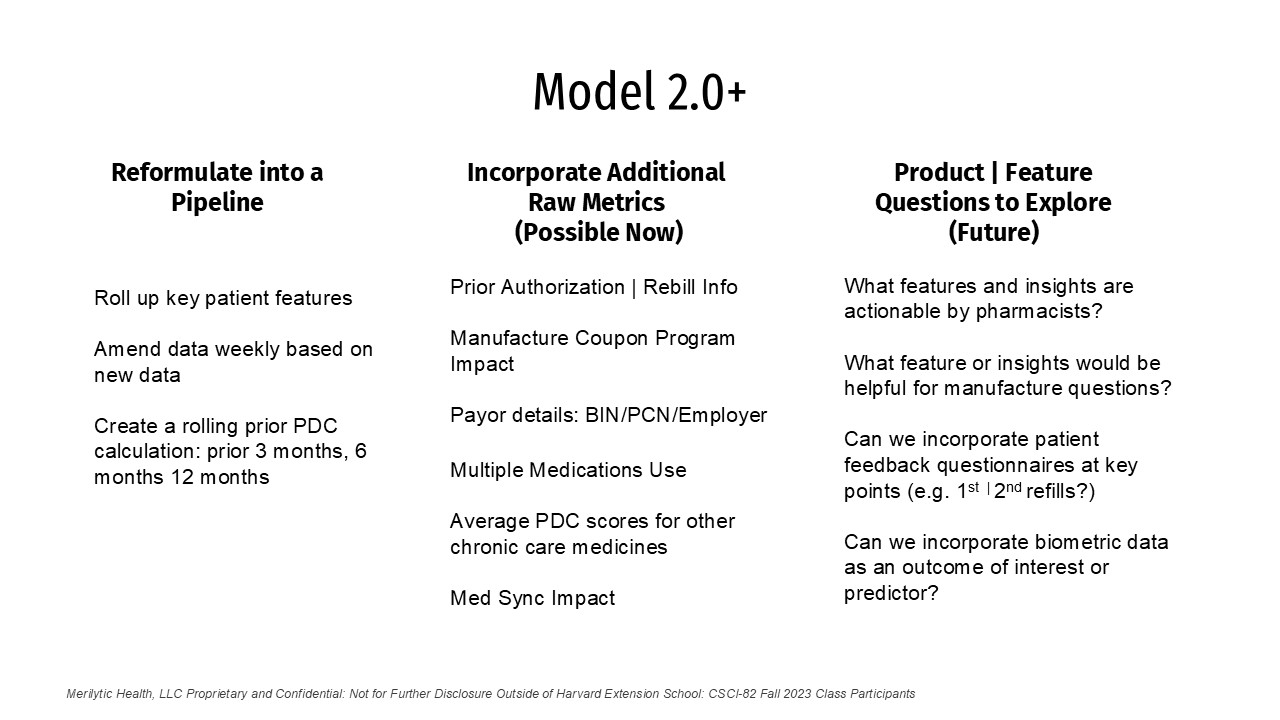 Model 2.0+
Reformulate into a
Pipeline
Roll up key patient features
Amend data weekly based on
new data
Create a rolling prior PDC
calculation: prior 3 months, 6
months 12 months
Incorporate Additional
Raw Metrics
(Possible Now)
Prior Authorization | Rebill Info
Manufacture Coupon Program
Impact
Payor details: BIN/PCN/Employer
Multiple Medications Use
Average PDC scores for other
chronic care medicines
Med Sync Impact
Product | Feature
Questions to Explore
(Future)
What features and insights are
actionable by pharmacists?
What feature or insights would be
helpful for manufacture questions?
Can we incorporate patient
feedback questionnaires at key
points (e.g. 1st | 2nd refills?)
Can we incorporate biometric data
as an outcome of interest or
predictor?
Merilytic Health, LLC Proprietary and Confidential: Not for Further Disclosure Outside of Harvard Extension School: CSCI-82 Fall 2023 Class Participants